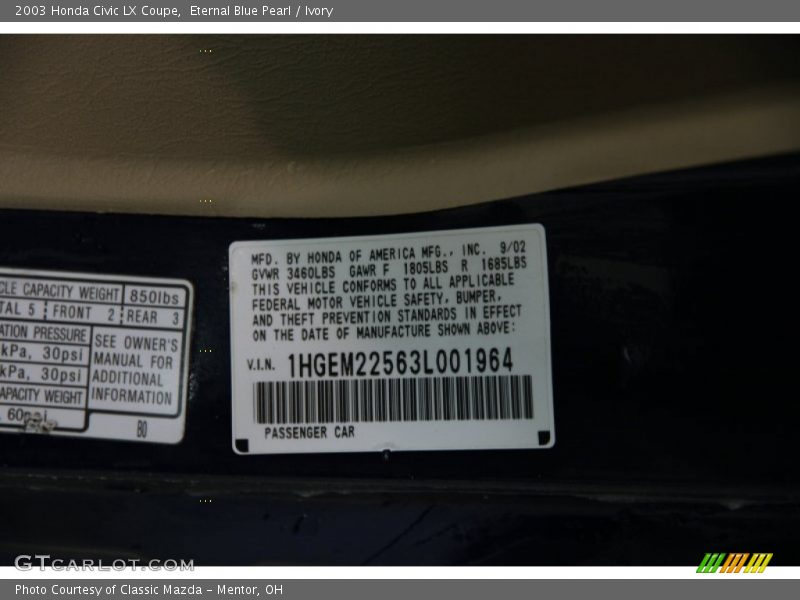 2003 Honda Civic LX Coupe, Eternal Blue Pearl / Ivory
CLE CAPACITY WEIGHT 850lbs
TAL 5 FRONT 2 REAR 3
ATION PRESSURE
kPa, 30psi
kPa, 30psi
APACITY WEIGHT
60psi
SEE OWNER'S
MANUAL FOR
ADDITIONAL
INFORMATION
B0
MFD. BY HONDA OF AMERICA MFG., INC. 9/02
GVWR 3460LBS GAWR F 1805LBS R 1685LBS
THIS VEHICLE CONFORMS TO ALL APPLICABLE
FEDERAL MOTOR VEHICLE SAFETY, BUMPER,
AND THEFT PREVENTION STANDARDS IN EFFECT
ON THE DATE OF MANUFACTURE SHOWN ABOVE:
V.I.N. 1HGEM22563L001964
PASSENGER CAR
GTCARLOT.COM
Photo Courtesy of Classic Mazda - Mentor, OH